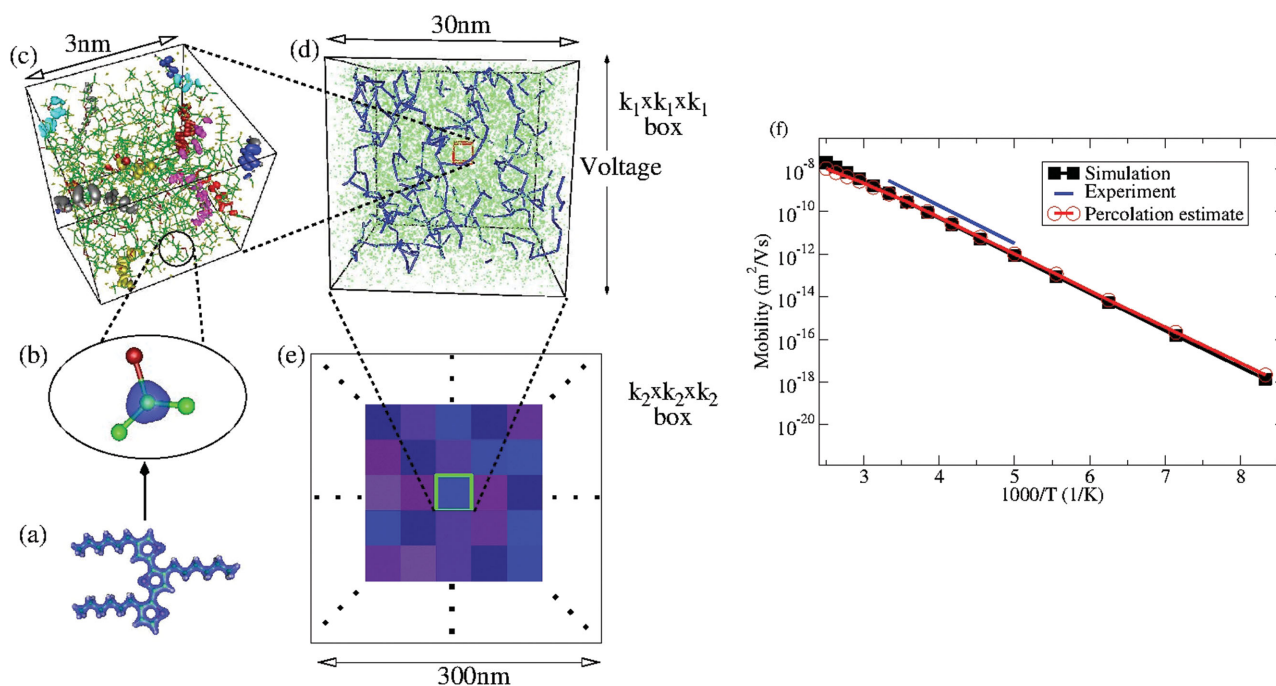 (c)
3nm
(d)
30nm
k₁xk₁xk₁
box
Voltage
(b)
(e)
k₂xk₂xk₂
box
(a)
300nm
(f)
Simulation
Experiment
Percolation estimate
Mobility (m²/Vs)
10⁻⁸
10⁻¹⁰
10⁻¹²
10⁻¹⁴
10⁻¹⁶
10⁻¹⁸
10⁻²⁰
3 4 5 6 7 8
1000/T (1/K)